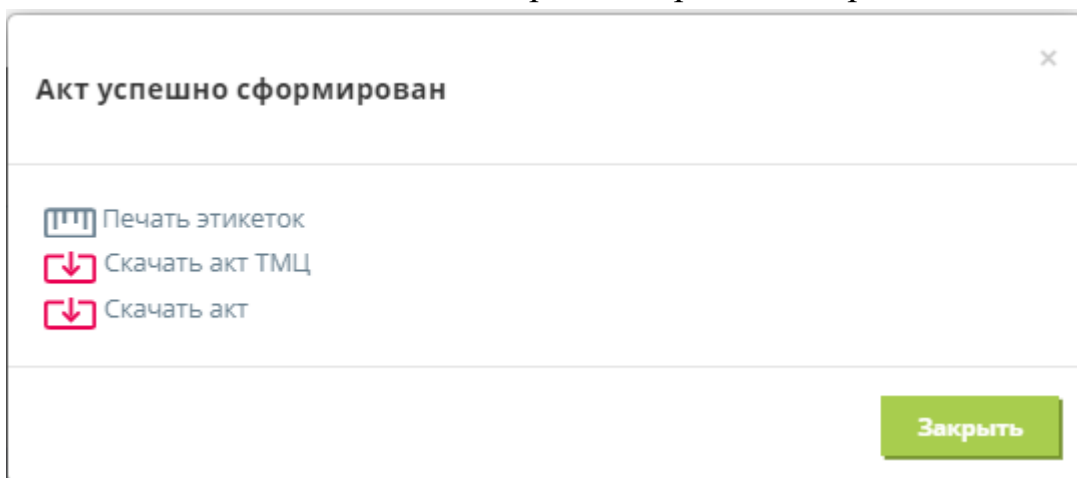 Акт успешно сформирован
×
Печать этикеток
Скачать акт ТМЦ
Скачать акт
Закрыть